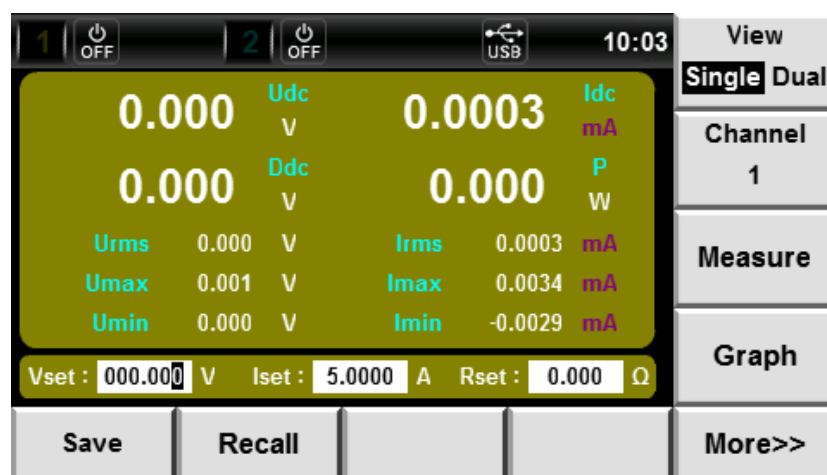 1 OFF 2 OFF USB 10:03
View
Single Dual
0.000 Udc V 0.0003 Idc mA
Channel
1
0.000 Ddc V 0.000 P W
Urms 0.000 V Irms 0.0003 mA
Measure
Umax 0.001 V Imax 0.0034 mA
Umin 0.000 V Imin -0.0029 mA
Graph
Vset : 000.000 V Iset : 5.0000 A Rset : 0.000 Ω
Save Recall More>>